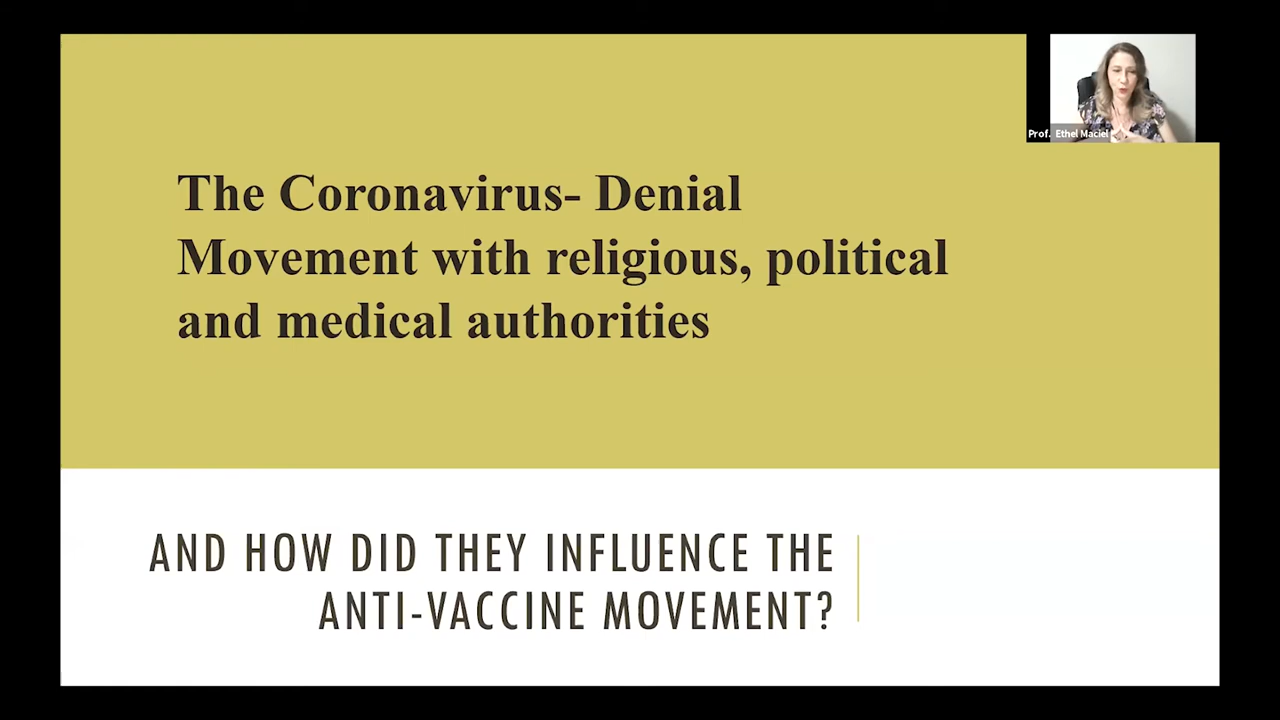 Prof. Ethel Maciel
The Coronavirus- Denial
Movement with religious, political
and medical authorities
AND HOW DID THEY INFLUENCE THE
ANTI-VACCINE MOVEMENT?